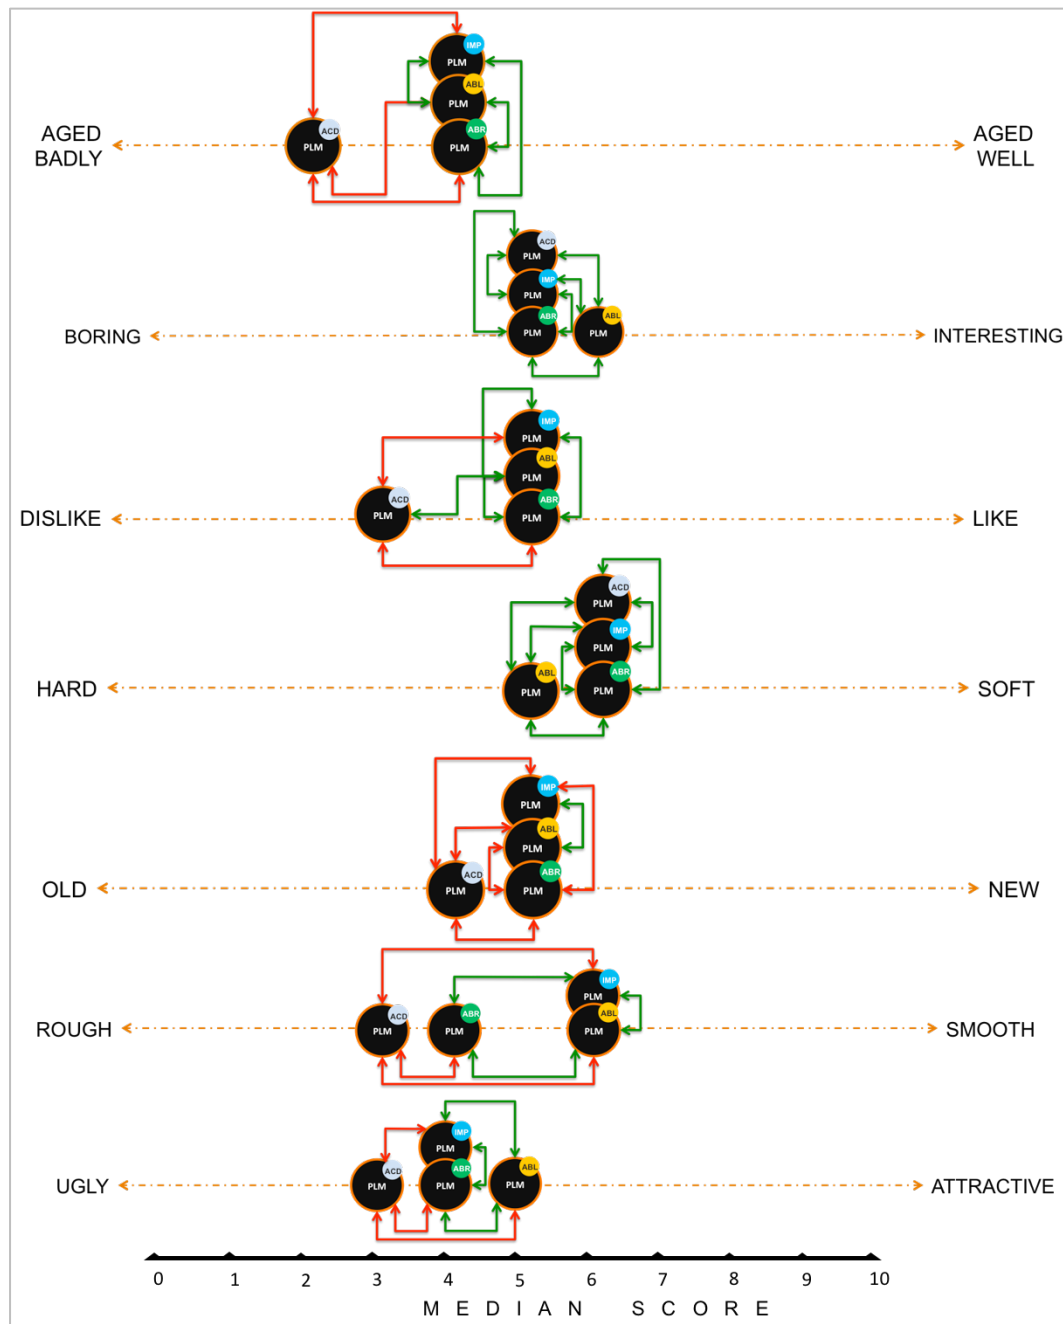 IMP
PLM
ABL
PLM
ACD
ABR
AGED BADLY
PLM
PLM
AGED WELL
ACD
PLM
IMP
PLM
ABR
ABL
BORING
PLM
PLM
INTERESTING
IMP
PLM
ABL
PLM
ACD
ABR
DISLIKE
PLM
PLM
LIKE
ACD
PLM
IMP
PLM
ABL
ABR
HARD
PLM
PLM
SOFT
IMP
PLM
ABL
PLM
ACD
ABR
OLD
PLM
PLM
NEW
IMP
PLM
ACD
ABR
ABL
ROUGH
PLM
PLM
PLM
SMOOTH
IMP
PLM
ACD
ABR
ABL
UGLY
PLM
PLM
PLM
ATTRACTIVE
0 1 2 3 4 5 6 7 8 9 10
MEDIAN SCORE